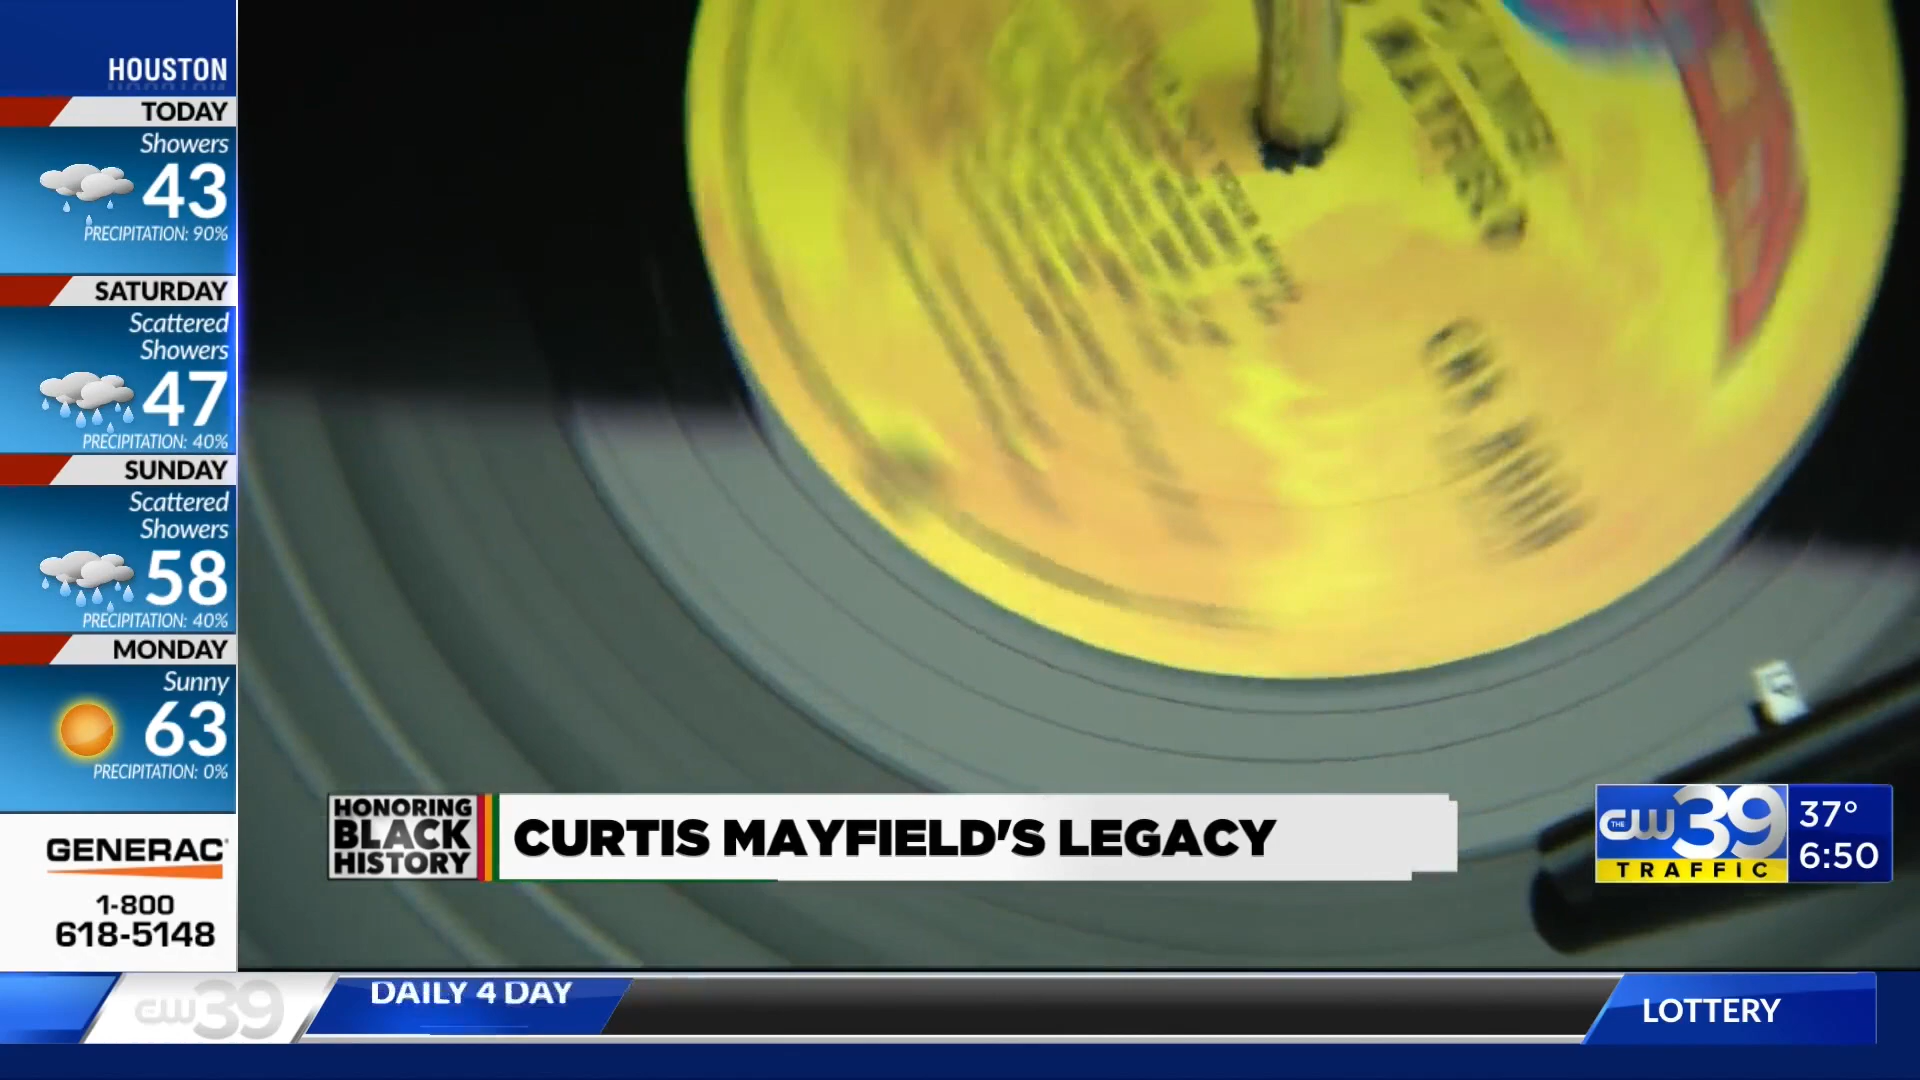 HOUSTON
TODAY
Showers
43
PRECIPITATION: 90%
SATURDAY
Scattered
Showers
47
PRECIPITATION: 40%
SUNDAY
Scattered
Showers
58
PRECIPITATION: 40%
MONDAY
Sunny
63
PRECIPITATION: 0%
GENERAC
1-800
618-5148
MAYFIELD
HONORING
BLACK
HISTORY
CURTIS MAYFIELD'S LEGACY
THE CW39
TRAFFIC
37°
6:50
CW39
DAILY 4 DAY
LOTTERY